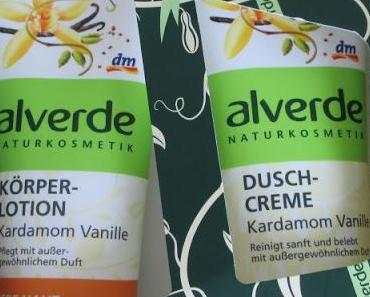 dm
alverde
NATURKOSMETIK
KÖRPER-
LOTION
Kardamom Vanille
Pflegt mit außer-
gewöhnlichem Duft
dm
alverde
NATURKOSMETIK
DUSCH-
CREME
Kardamom Vanille
Reinigt sanft und belebt
mit außergewöhnlichem Duft
alverde